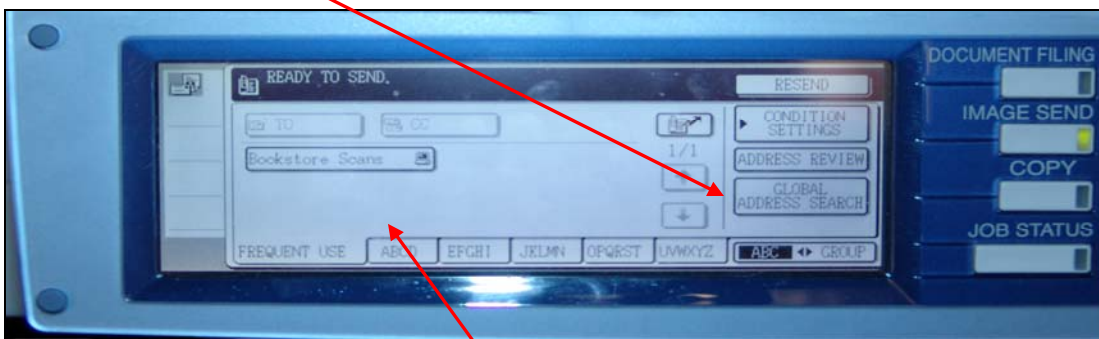 READY TO SEND.
RESEND
TO
CC
CONDITION
SETTINGS
Bookstore Scans
1/1
ADDRESS REVIEW
GLOBAL
ADDRESS SEARCH
FREQUENT USE
ABCD
EFGHI
JKLMN
OPQRST
UVWXYZ
ABC
GROUP
DOCUMENT FILING
IMAGE SEND
COPY
JOB STATUS